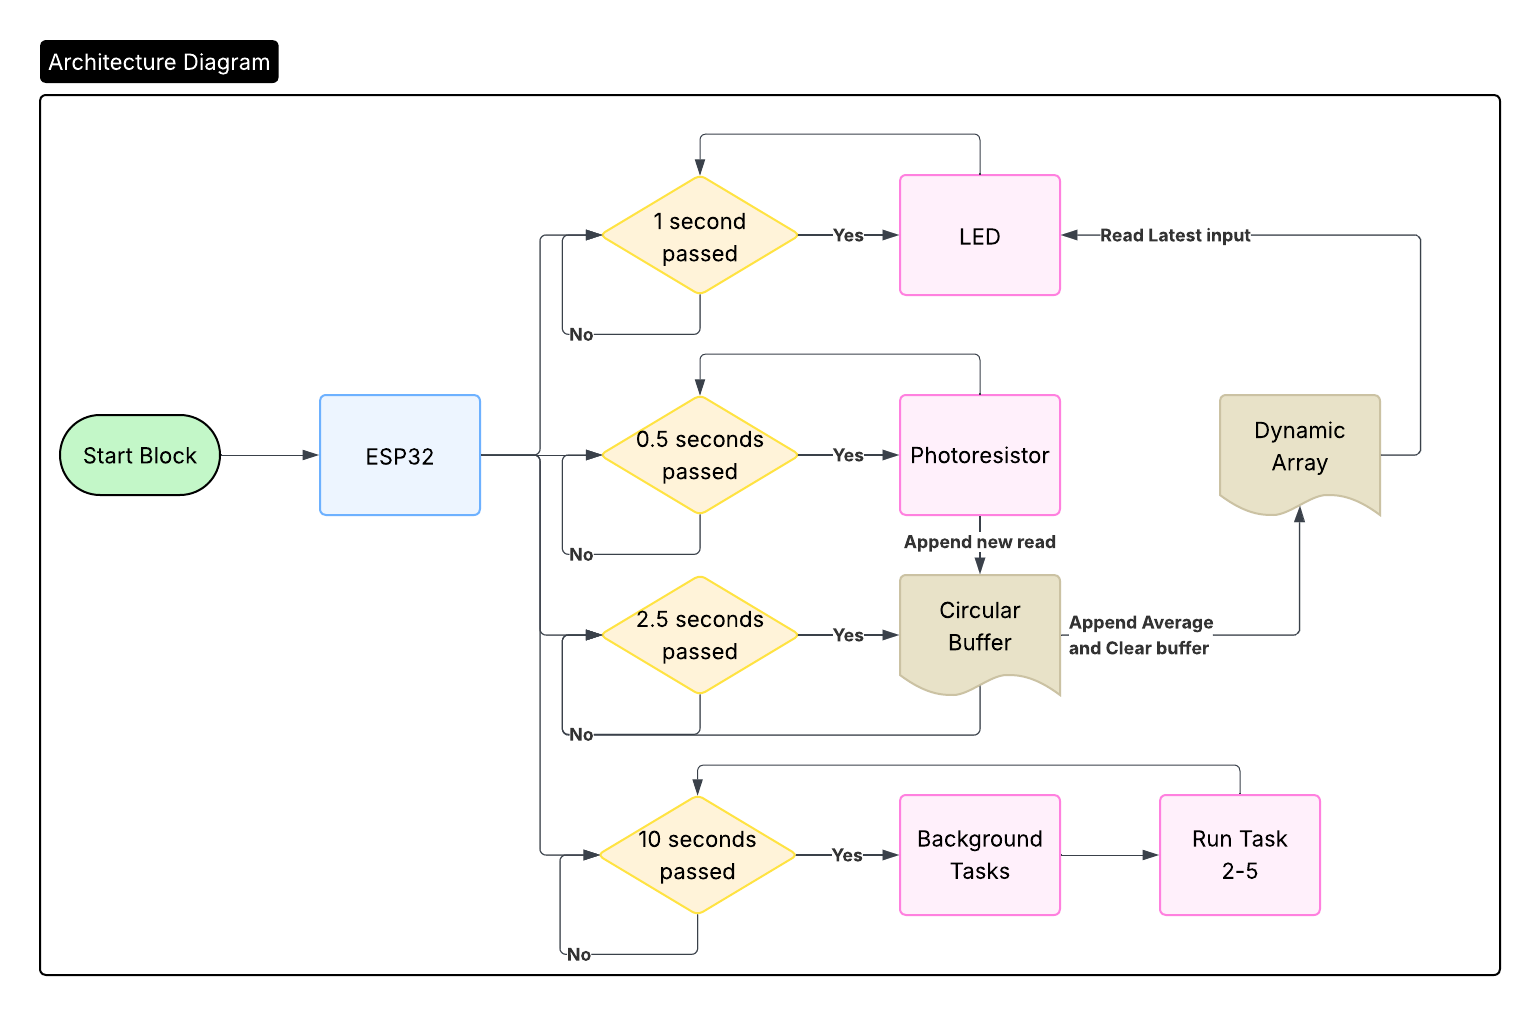 Architecture Diagram
1 second
passed
Yes
LED
Read Latest input
No
Start Block
ESP32
0.5 seconds
passed
Yes
Photoresistor
Dynamic
Array
No
Append new read
2.5 seconds
passed
Yes
Circular
Buffer
Append Average
and Clear buffer
No
10 seconds
passed
Yes
Background
Tasks
Run Task
2-5
No